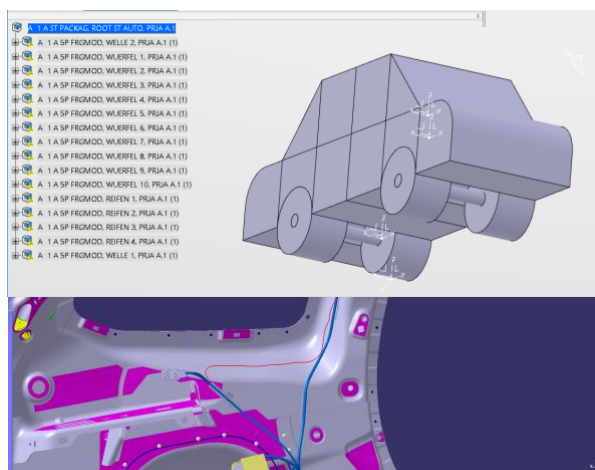 A 1 A ST PACKAG, ROOT ST AUTO, PRJA A.1
A 1 A SP FRGMOD, WELLE 2, PRJA A.1 (1)
A 1 A SP FRGMOD, WUERFEL 1, PRJA A.1 (1)
A 1 A SP FRGMOD, WUERFEL 2, PRJA A.1 (1)
A 1 A SP FRGMOD, WUERFEL 3, PRJA A.1 (1)
A 1 A SP FRGMOD, WUERFEL 4, PRJA A.1 (1)
A 1 A SP FRGMOD, WUERFEL 5, PRJA A.1 (1)
A 1 A SP FRGMOD, WUERFEL 6, PRJA A.1 (1)
A 1 A SP FRGMOD, WUERFEL 7, PRJA A.1 (1)
A 1 A SP FRGMOD, WUERFEL 8, PRJA A.1 (1)
A 1 A SP FRGMOD, WUERFEL 9, PRJA A.1 (1)
A 1 A SP FRGMOD, WUERFEL 10, PRJA A.1 (1)
A 1 A SP FRGMOD, REIFEN 1, PRJA A.1 (1)
A 1 A SP FRGMOD, REIFEN 2, PRJA A.1 (1)
A 1 A SP FRGMOD, REIFEN 3, PRJA A.1 (1)
A 1 A SP FRGMOD, REIFEN 4, PRJA A.1 (1)
A 1 A SP FRGMOD, WELLE 1, PRJA A.1 (1)